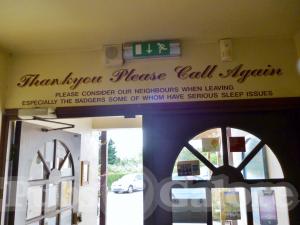 Thankyou Please Call Again
PLEASE CONSIDER OUR NEIGHBOURS WHEN LEAVING
ESPECIALLY THE BADGERS SOME OF WHOM HAVE SERIOUS SLEEP ISSUES